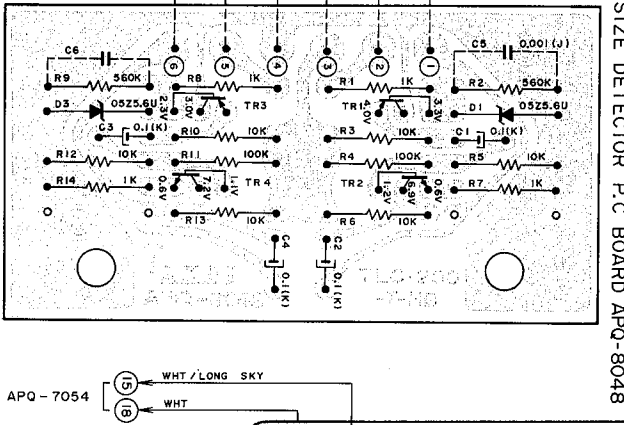 SIZE DETECTOR P.C BOARD APQ-8048
6 5 4 3 2 1
C6
C5 0.001 (J)
R9 560K
R8 1K
R1 1K
R2 560K
D3 05Z5.6U
2.3V 3.0V TR3
TR1 4.0V 3.3V
D1 05Z5.6U
C3 0.1(K)
R10 10K
R3 10K
C1 0.1(K)
R12 10K
R11 100K
R4 100K
R5 10K
R14 1K
0.6V 7.2V 1.1V TR4
TR2 1.2V 6.9V 0.6V
R7 1K
R13 10K
R6 10K
C4 0.1(K)
C2 0.1(K)
APQ-7054
15 WHT/LONG SKY
18 WHT